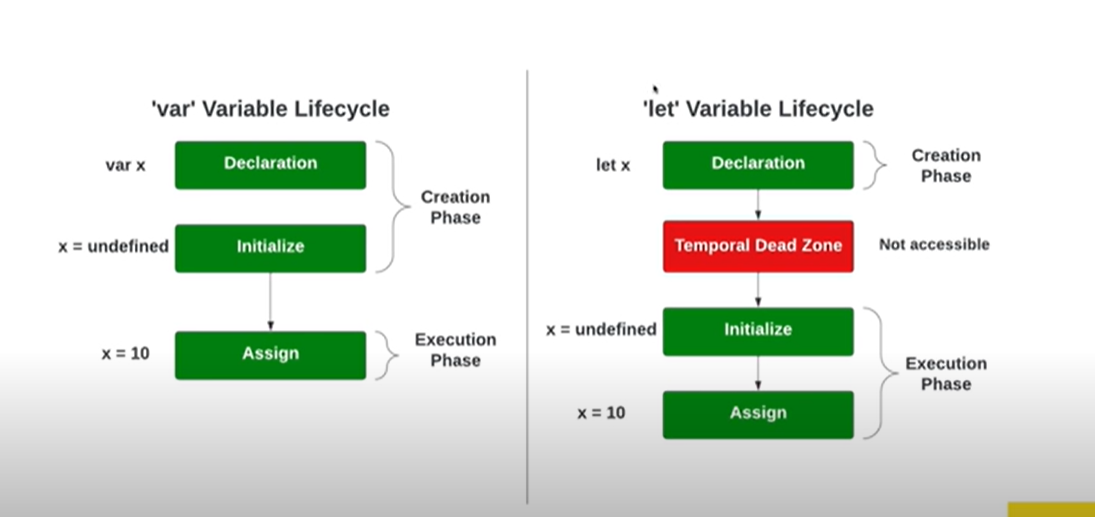 'var' Variable Lifecycle
var x
Declaration
Creation
Phase
x = undefined
Initialize
x = 10
Assign
Execution
Phase
'let' Variable Lifecycle
let x
Declaration
Creation
Phase
Temporal Dead Zone
Not accessible
x = undefined
Initialize
Execution
Phase
x = 10
Assign